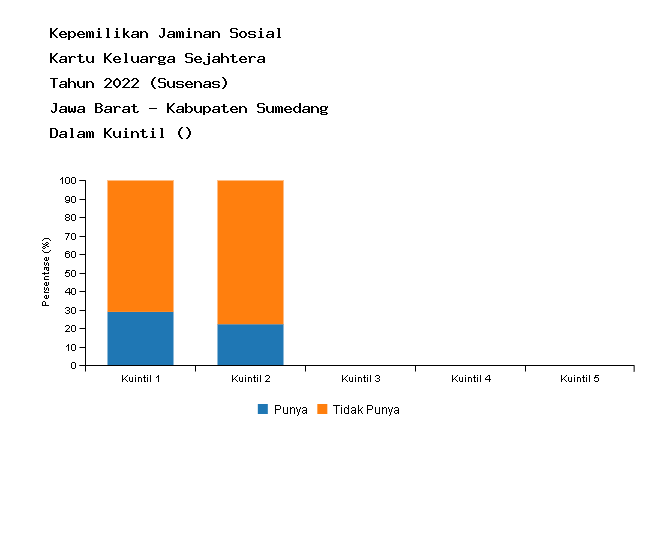 Kepemilikan Jaminan Sosial
Kartu Keluarga Sejahtera
Tahun 2022 (Susenas)
Jawa Barat - Kabupaten Sumedang
Dalam Kuintil ()
100
90
80
70
60
50
40
30
20
10
0
Persentase (%)
Kuintil 1
Kuintil 2
Kuintil 3
Kuintil 4
Kuintil 5
Punya
Tidak Punya